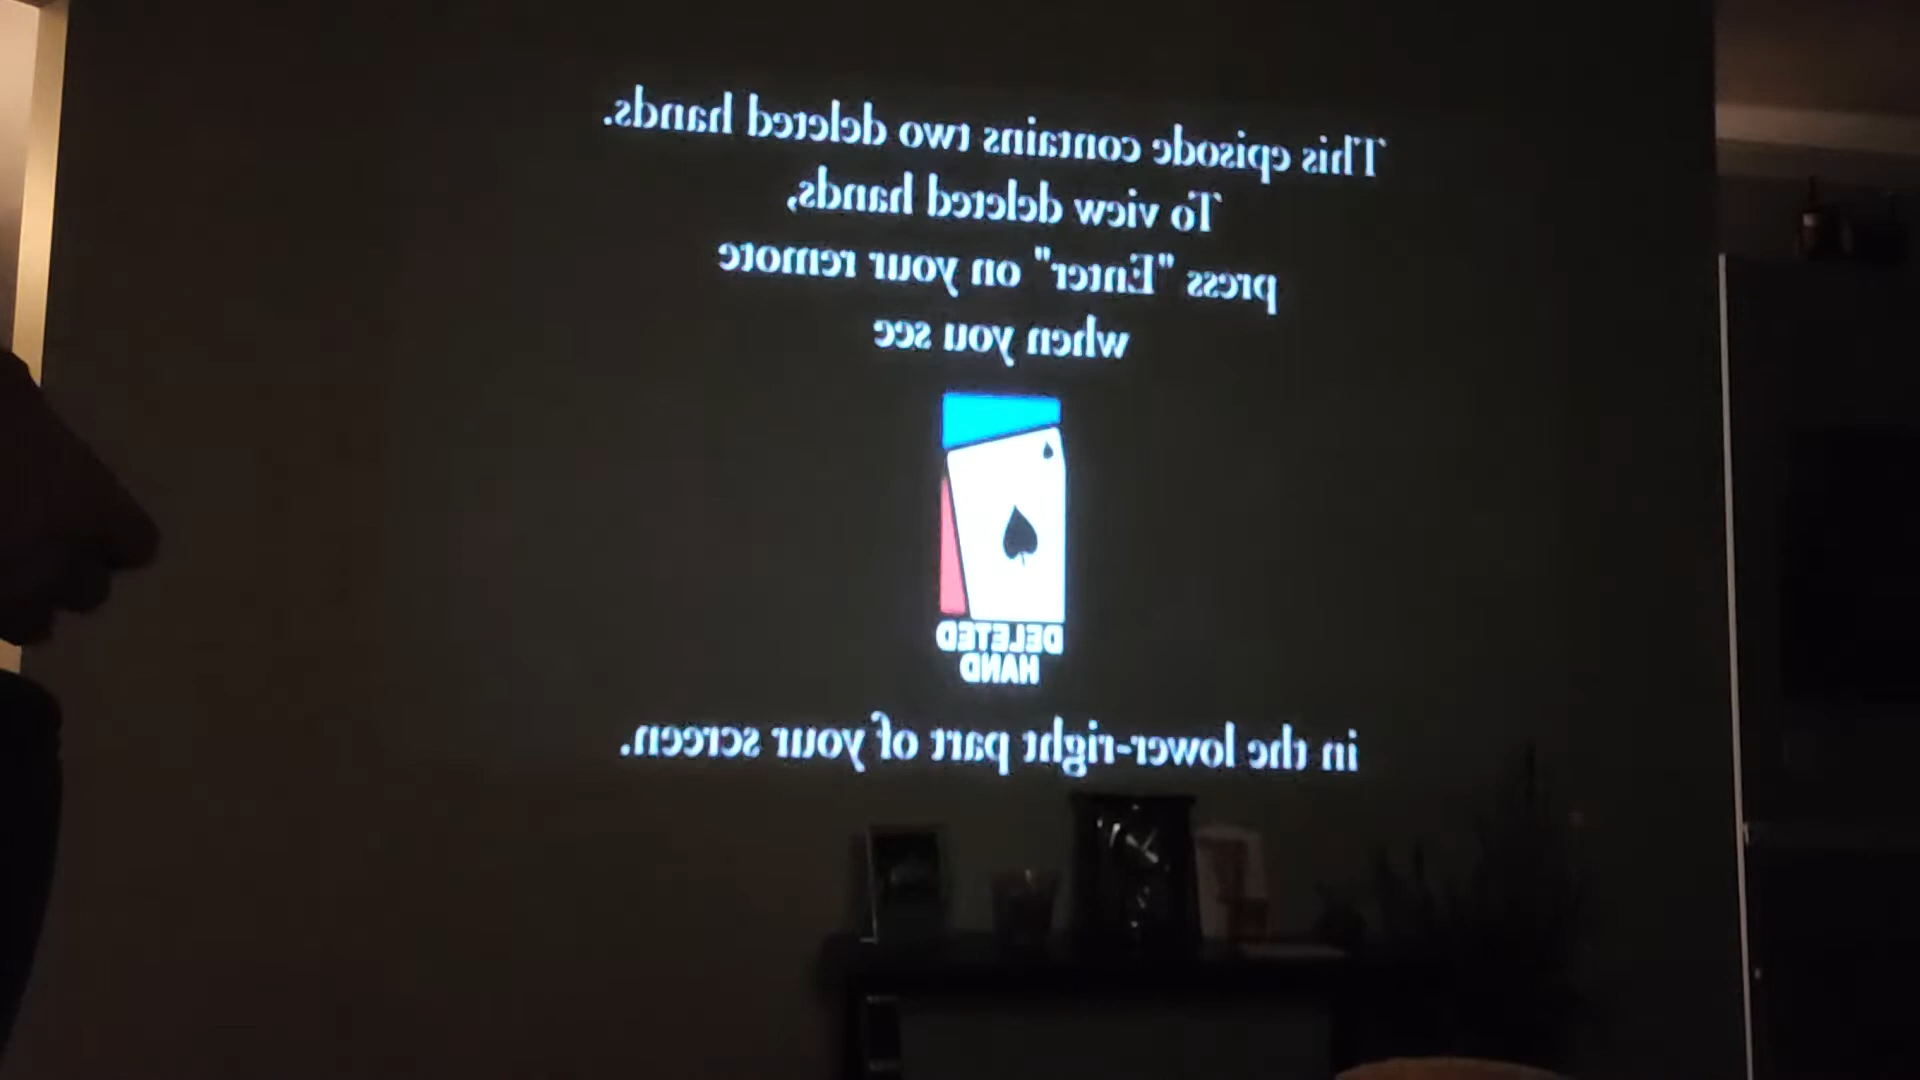 This episode contains two deleted hands.
To view deleted hands,
press "Enter" on your remote
when you see
DELETED
HAND
in the lower-right part of your screen.